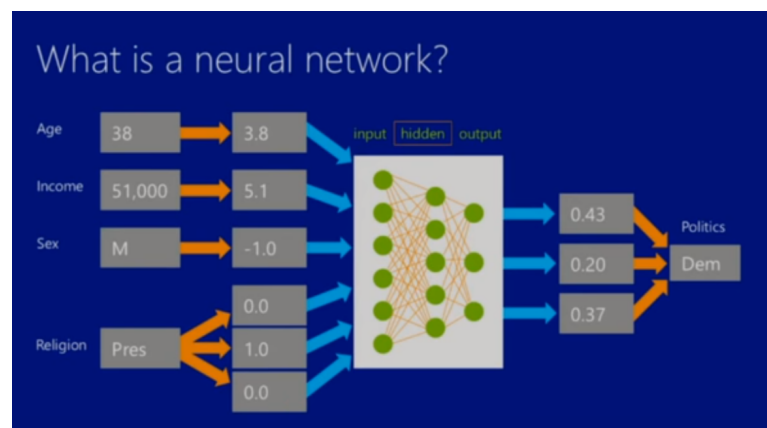 What is a neural network?
Age 38 3.8 input hidden output
Income 51,000 5.1
0.43
Politics
Sex M -1.0
0.20 Dem
0.0
0.37
Religion Pres 1.0
0.0